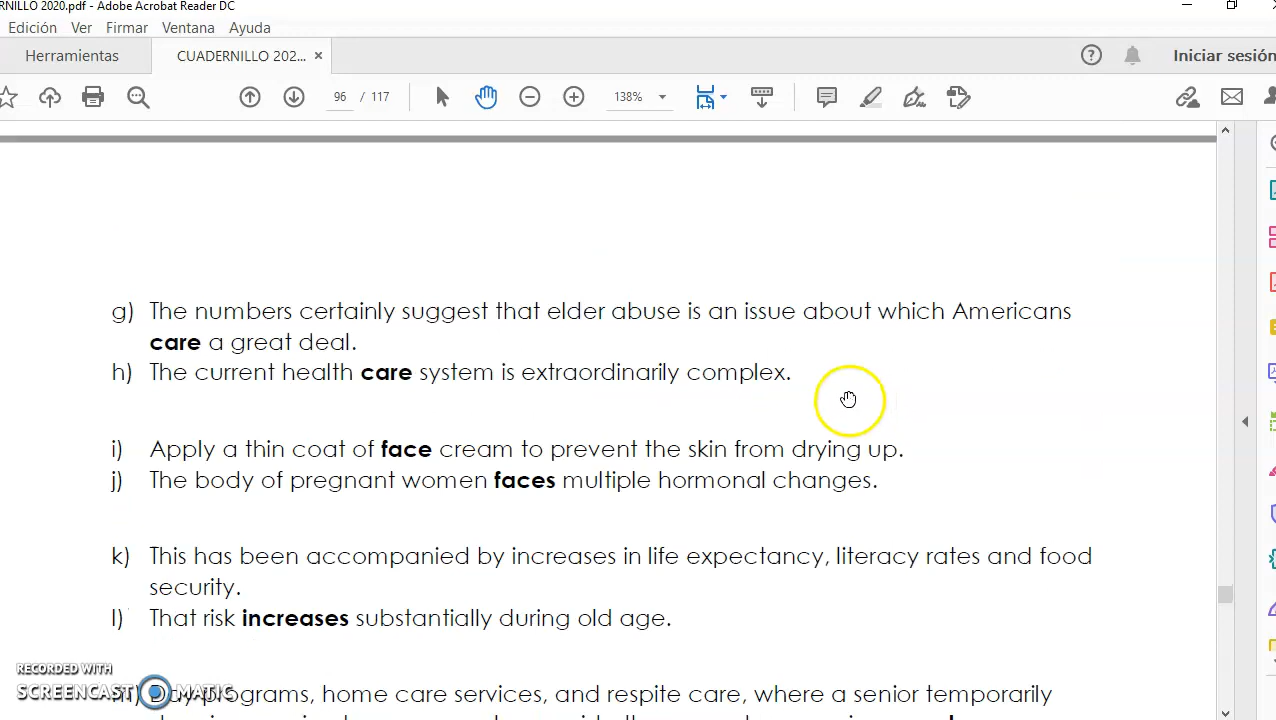 RNILLO 2020.pdf - Adobe Acrobat Reader DC
Edición Ver Firmar Ventana Ayuda
Herramientas CUADERNILLO 202... × Iniciar sesión
96 / 117 138%
g) The numbers certainly suggest that elder abuse is an issue about which Americans
care a great deal.
h) The current health care system is extraordinarily complex.
i) Apply a thin coat of face cream to prevent the skin from drying up.
j) The body of pregnant women faces multiple hormonal changes.
k) This has been accompanied by increases in life expectancy, literacy rates and food
security.
l) That risk increases substantially during old age.
RECORDED WITH
SCREENCAST MATIC
m) Day programs, home care services, and respite care, where a senior temporarily